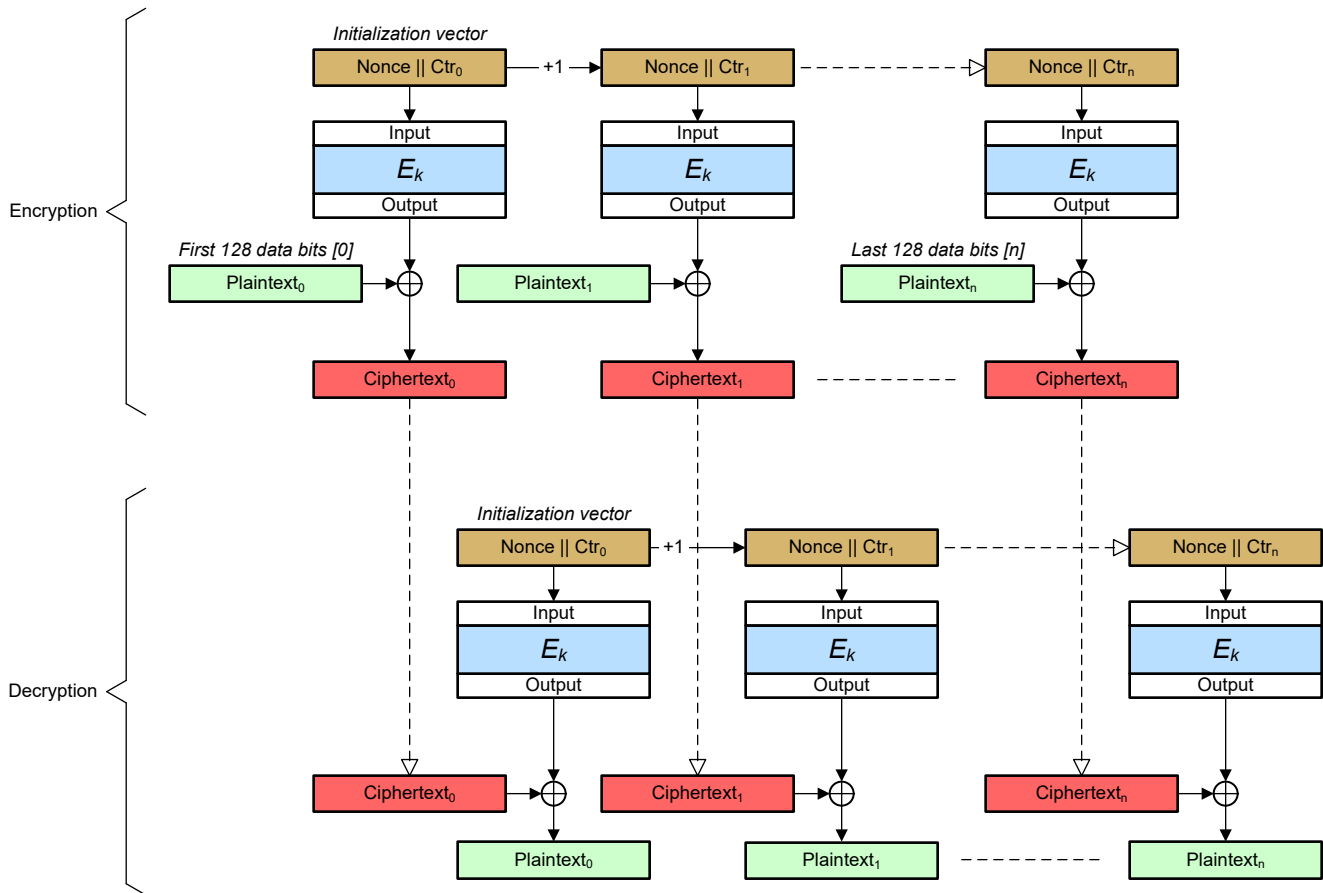 Initialization vector
Nonce || Ctr₀
+1
Nonce || Ctr₁
Nonce || Ctrₙ
Input
Input
Input
Eₖ
Eₖ
Eₖ
Output
Output
Output
Encryption
First 128 data bits [0]
Last 128 data bits [n]
Plaintext₀
Plaintext₁
Plaintextₙ
Ciphertext₀
Ciphertext₁
Ciphertextₙ
Initialization vector
Nonce || Ctr₀
+1
Nonce || Ctr₁
Nonce || Ctrₙ
Input
Input
Input
Eₖ
Eₖ
Eₖ
Output
Output
Output
Decryption
Ciphertext₀
Ciphertext₁
Ciphertextₙ
Plaintext₀
Plaintext₁
Plaintextₙ